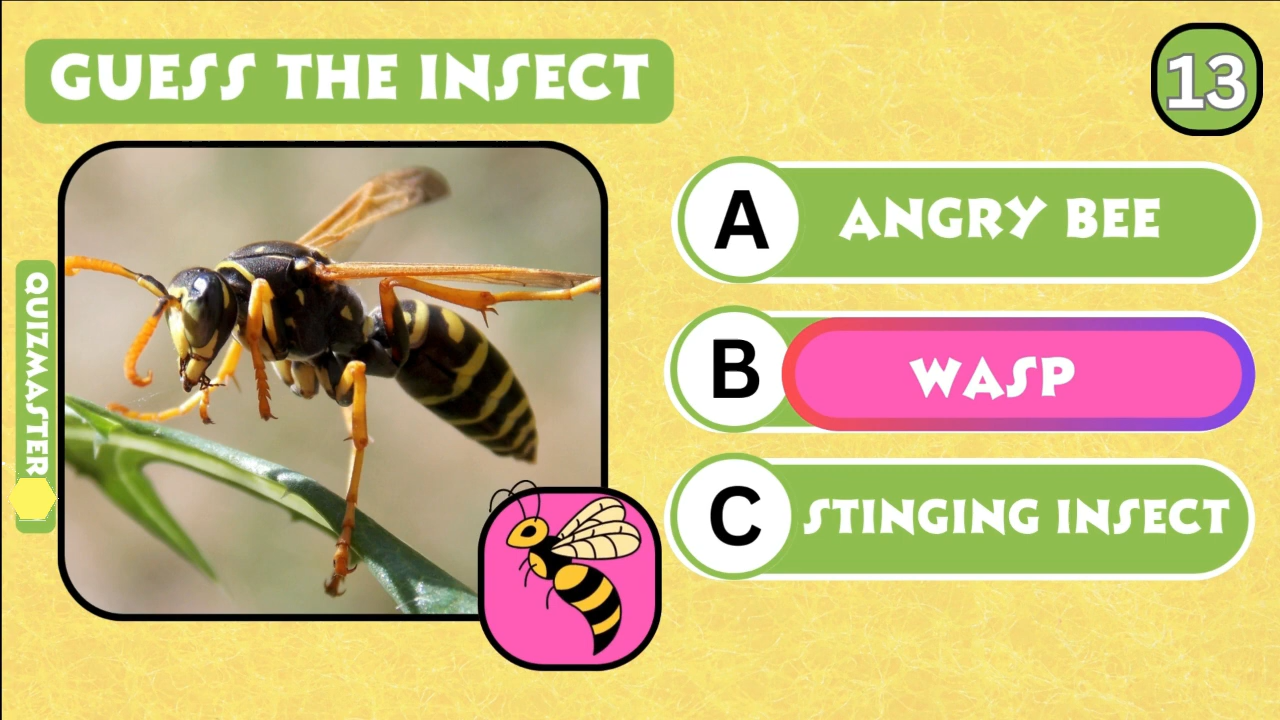 GUESS THE INSECT
13
QUIZMASTER
A
ANGRY BEE
B
WASP
C
STINGING INSECT